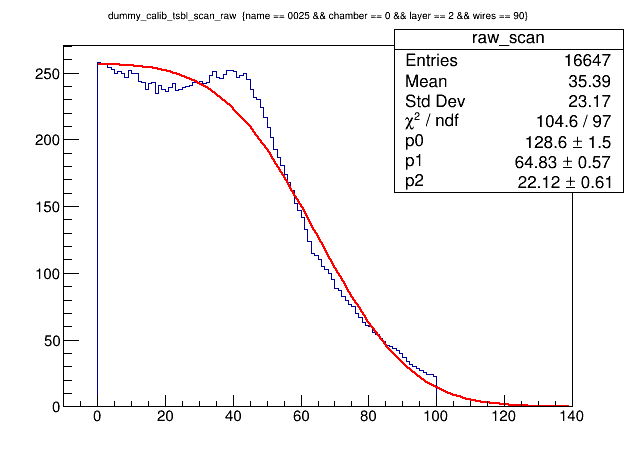 dummy_calib_tsbl_scan_raw {name == 0025 && chamber == 0 && layer == 2 && wires == 90}
raw_scan
Entries 16647
Mean 35.39
Std Dev 23.17
χ² / ndf 104.6 / 97
p0 128.6 ± 1.5
p1 64.83 ± 0.57
p2 22.12 ± 0.61
250
200
150
100
50
0
0 20 40 60 80 100 120 140